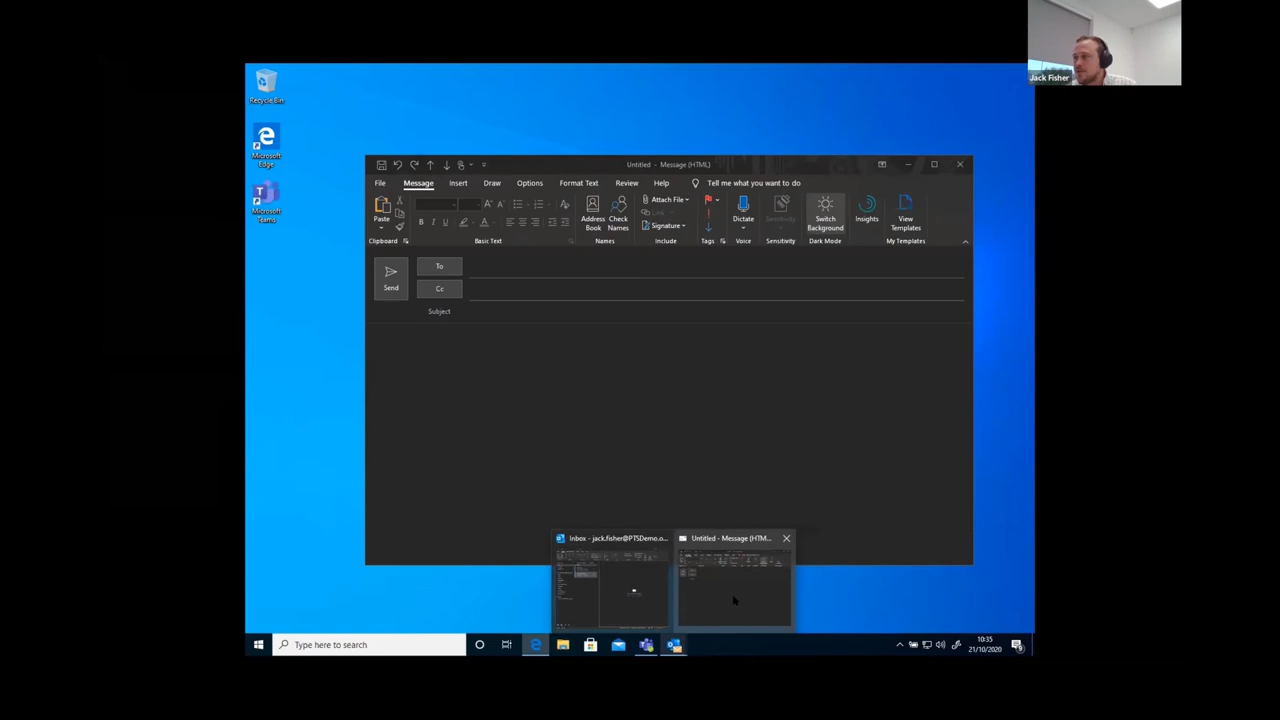 Jack Fisher
Recycle Bin
Microsoft
Edge
Microsoft
Teams
Untitled - Message (HTML)
File Message Insert Draw Options Format Text Review Help Tell me what you want to do
Paste
Clipboard
B I U
A
Basic Text
Address
Book
Check
Names
Names
Attach File
Link
Signature
Include
Tags
Dictate
Voice
Sensitivity
Sensitivity
Switch
Background
Dark Mode
Insights
View
Templates
My Templates
Send
To
Cc
Subject
Inbox - jack.fisher@PTSDemo.o...
Untitled - Message (HTM...
Type here to search
10:35
21/10/2020